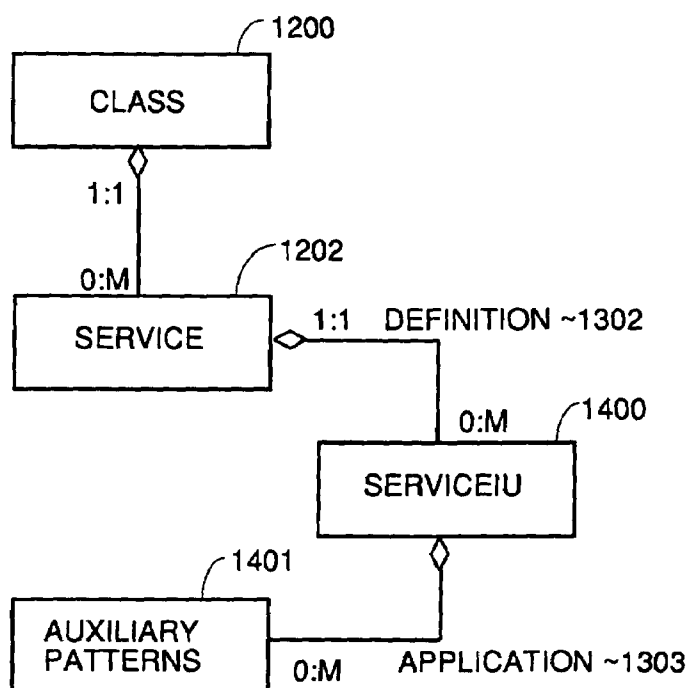 1200
CLASS
1:1
0:M
1202
SERVICE
1:1 DEFINITION ~1302
0:M
1400
SERVICEIU
1401
AUXILIARY
PATTERNS
0:M APPLICATION ~1303